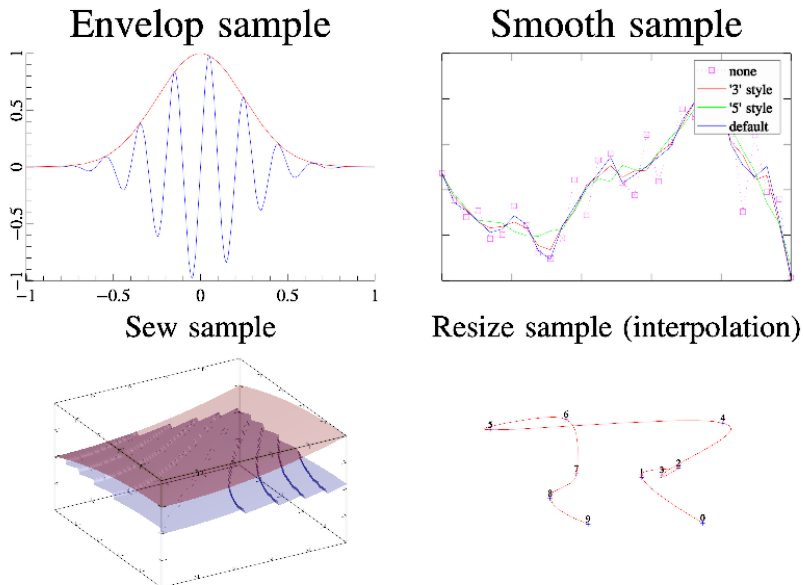 Envelop sample
Smooth sample
1
0.5
0
−0.5
−1
−1
−0.5
0
0.5
1
none
'3' style
'5' style
default
Sew sample
Resize sample (interpolation)
5
6
4
7
1
3
2
8
9
0